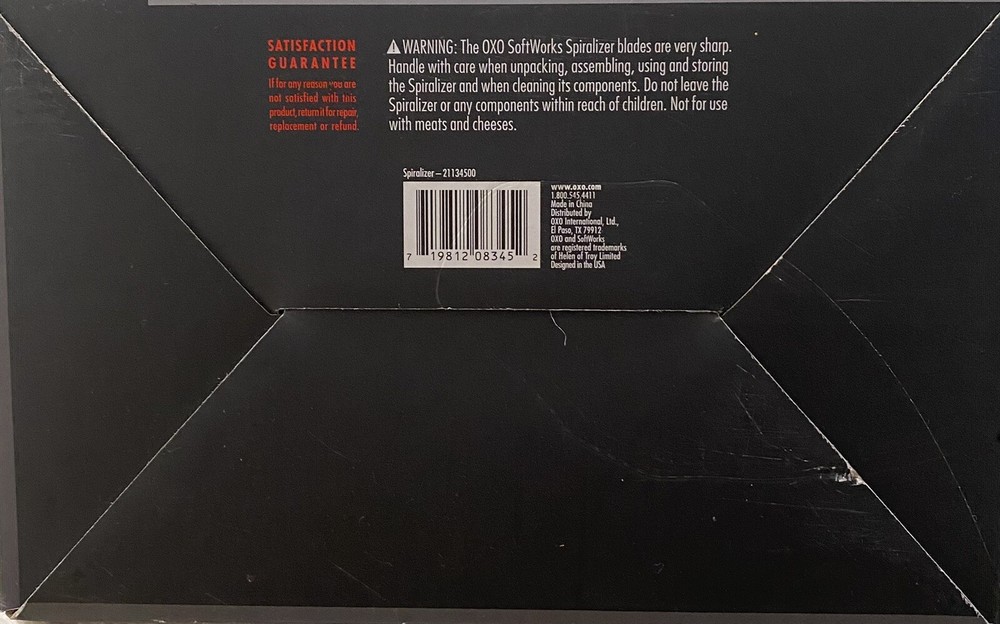 SATISFACTION
GUARANTEE
If for any reason you are
not satisfied with this
product, return it for repair,
replacement or refund.
⚠ WARNING: The OXO SoftWorks Spiralizer blades are very sharp.
Handle with care when unpacking, assembling, using and storing
the Spiralizer and when cleaning its components. Do not leave the
Spiralizer or any components within reach of children. Not for use
with meats and cheeses.
Spiralizer – 21134500
7 19812 08345 2
www.oxo.com
1.800.545.4411
Made in China
Distributed by
OXO International, Ltd.,
El Paso, TX 79912
OXO and SoftWorks
are registered trademarks
of Helen of Troy Limited
Designed in the USA